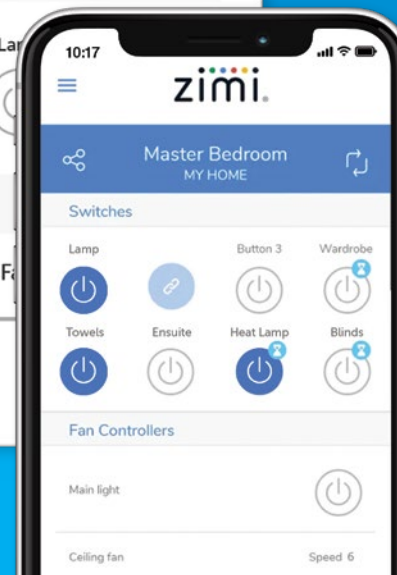 La
10:17
zimi.
Master Bedroom
MY HOME
Switches
Lamp Button 3 Wardrobe
Towels Ensuite Heat Lamp Blinds
Fan Controllers
Main light
Ceiling fan Speed 6